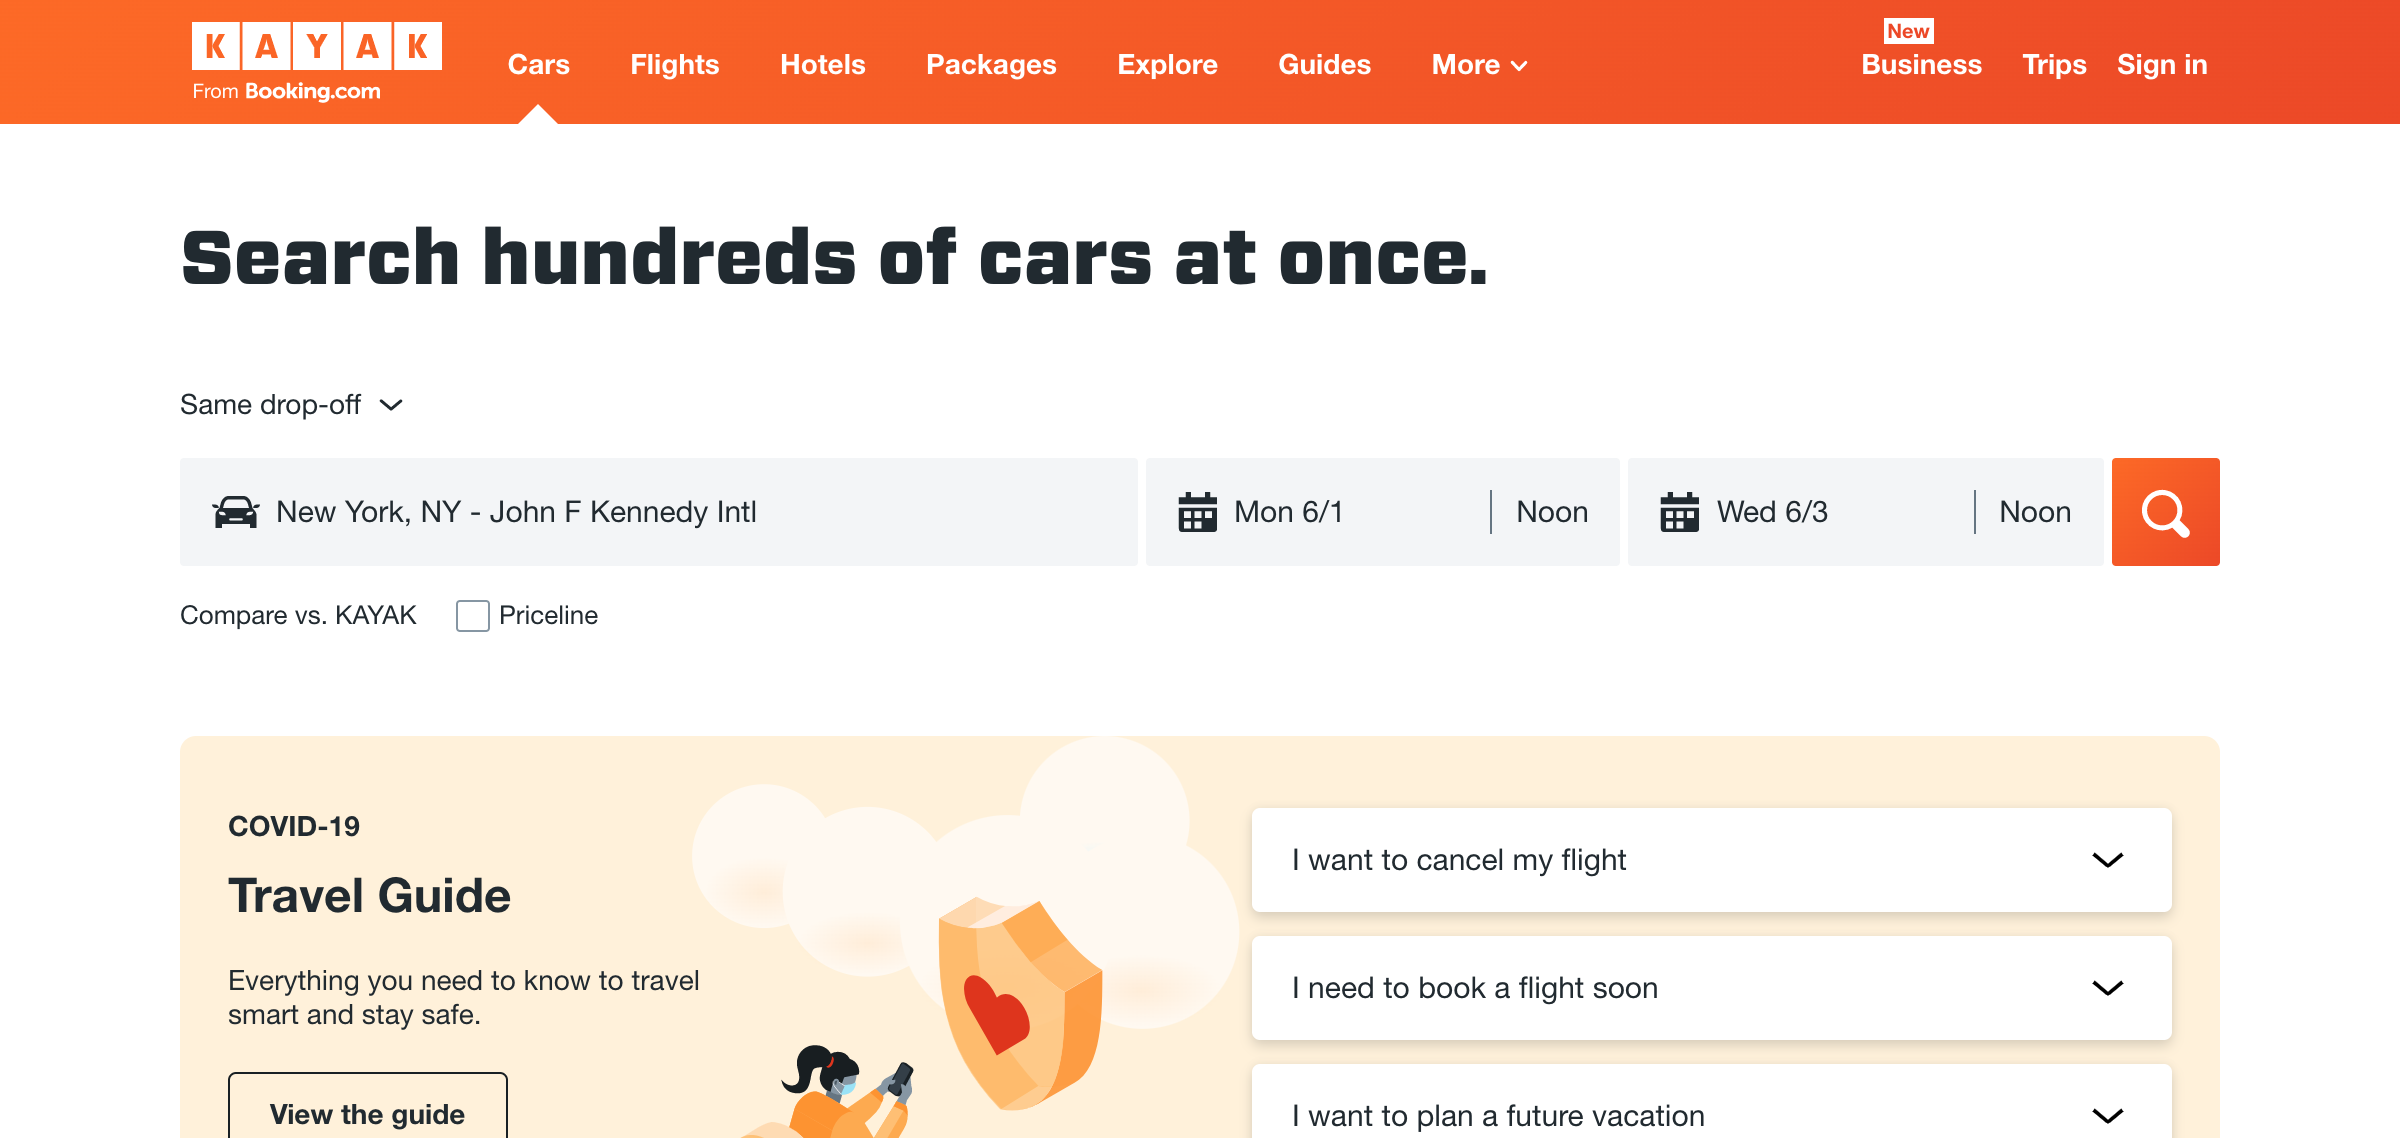 KAYAK
From Booking.com
Cars Flights Hotels Packages Explore Guides More
New
Business Trips Sign in
Search hundreds of cars at once.
Same drop-off
New York, NY - John F Kennedy Intl Mon 6/1 Noon Wed 6/3 Noon
Compare vs. KAYAK Priceline
COVID-19
Travel Guide
Everything you need to know to travel
smart and stay safe.
View the guide
I want to cancel my flight
I need to book a flight soon
I want to plan a future vacation